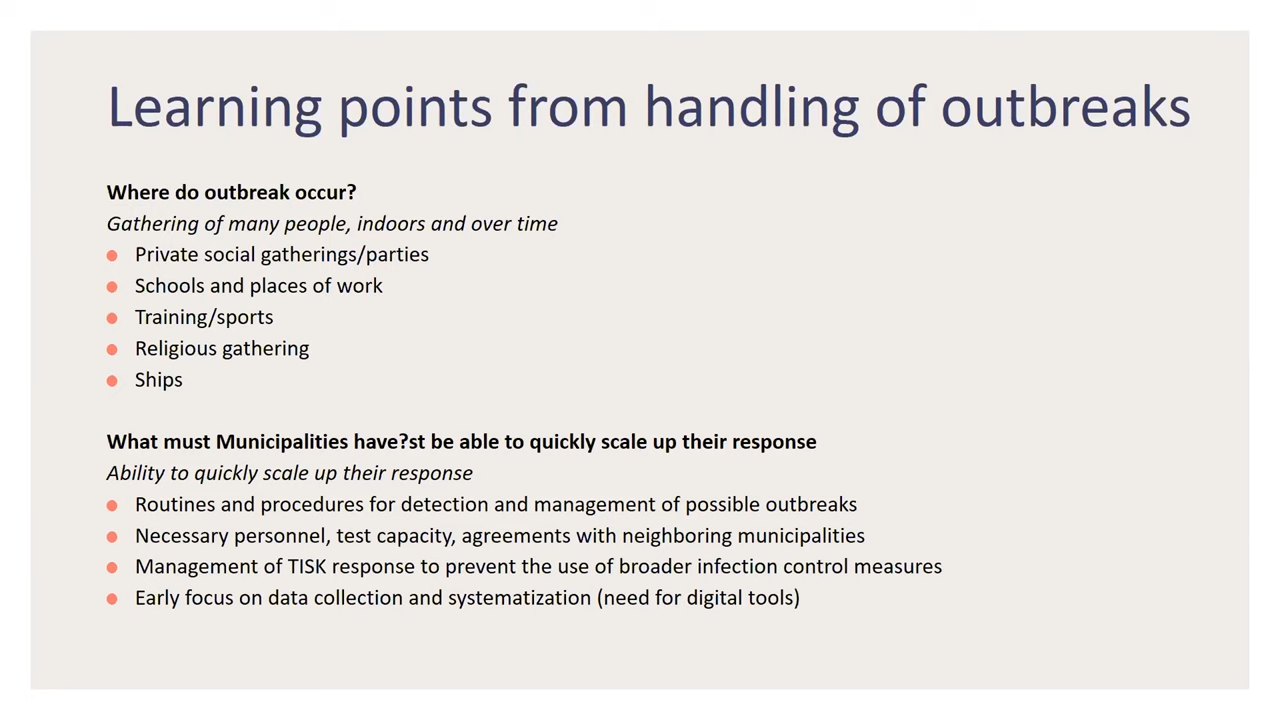 Learning points from handling of outbreaks
Where do outbreak occur?
Gathering of many people, indoors and over time
Private social gatherings/parties
Schools and places of work
Training/sports
Religious gathering
Ships
What must Municipalities have?st be able to quickly scale up their response
Ability to quickly scale up their response
Routines and procedures for detection and management of possible outbreaks
Necessary personnel, test capacity, agreements with neighboring municipalities
Management of TISK response to prevent the use of broader infection control measures
Early focus on data collection and systematization (need for digital tools)